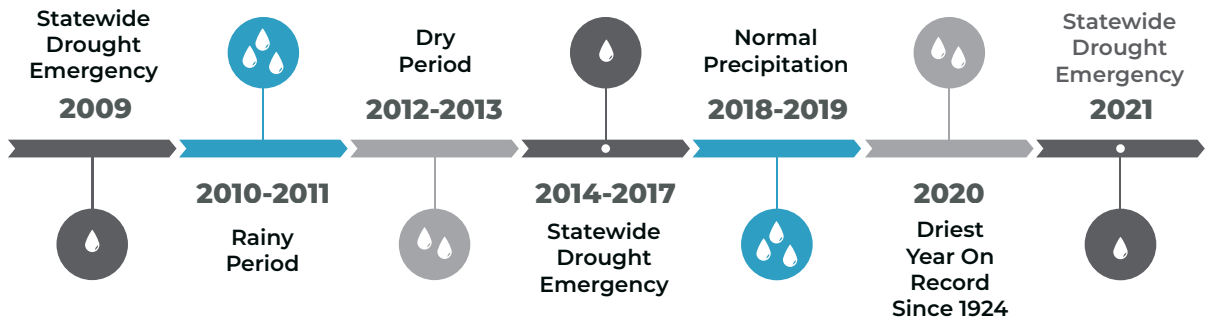 Statewide
Drought
Emergency
2009
2010-2011
Rainy
Period
Dry
Period
2012-2013
2014-2017
Statewide
Drought
Emergency
Normal
Precipitation
2018-2019
2020
Driest
Year On
Record
Since 1924
Statewide
Drought
Emergency
2021